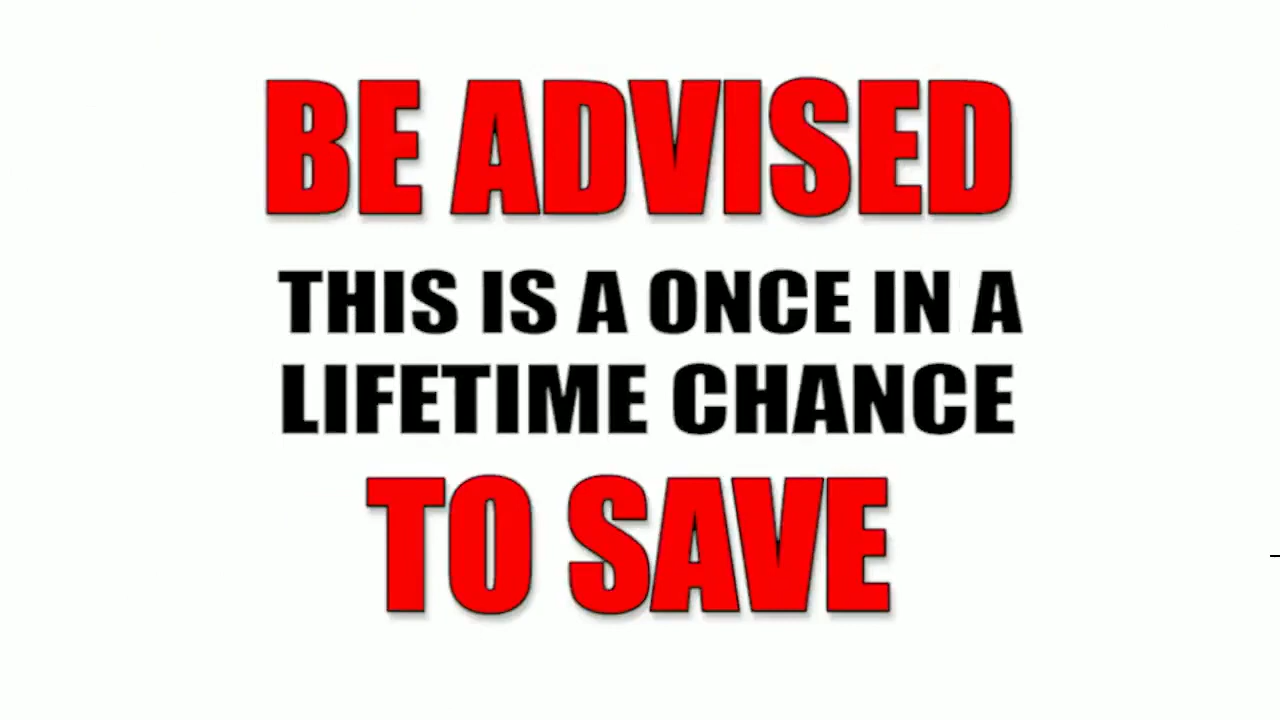 BE ADVISED
THIS IS A ONCE IN A
LIFETIME CHANCE
TO SAVE